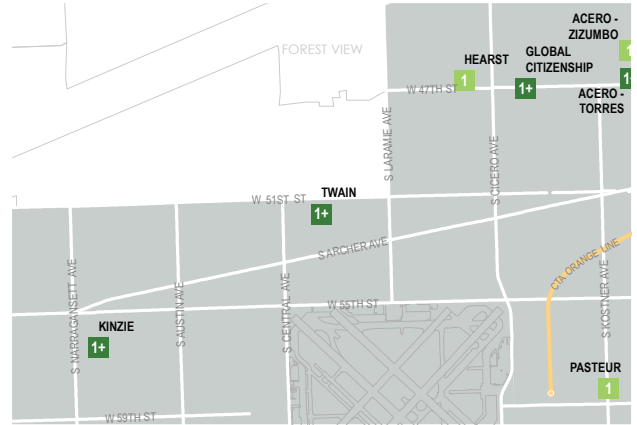 ACERO -
ZIZUMBO
1
FOREST VIEW
HEARST
1
GLOBAL
CITIZENSHIP
1+
1+
ACERO -
TORRES
W 47TH ST
S LARAMIE AVE
S CICERO AVE
TWAIN
1+
W 51ST ST
S ARCHER AVE
CTA ORANGE LINE
S NARRAGANSETT AVE
S AUSTIN AVE
S CENTRAL AVE
S KOSTNER AVE
W 55TH ST
KINZIE
1+
PASTEUR
1
W 59TH ST